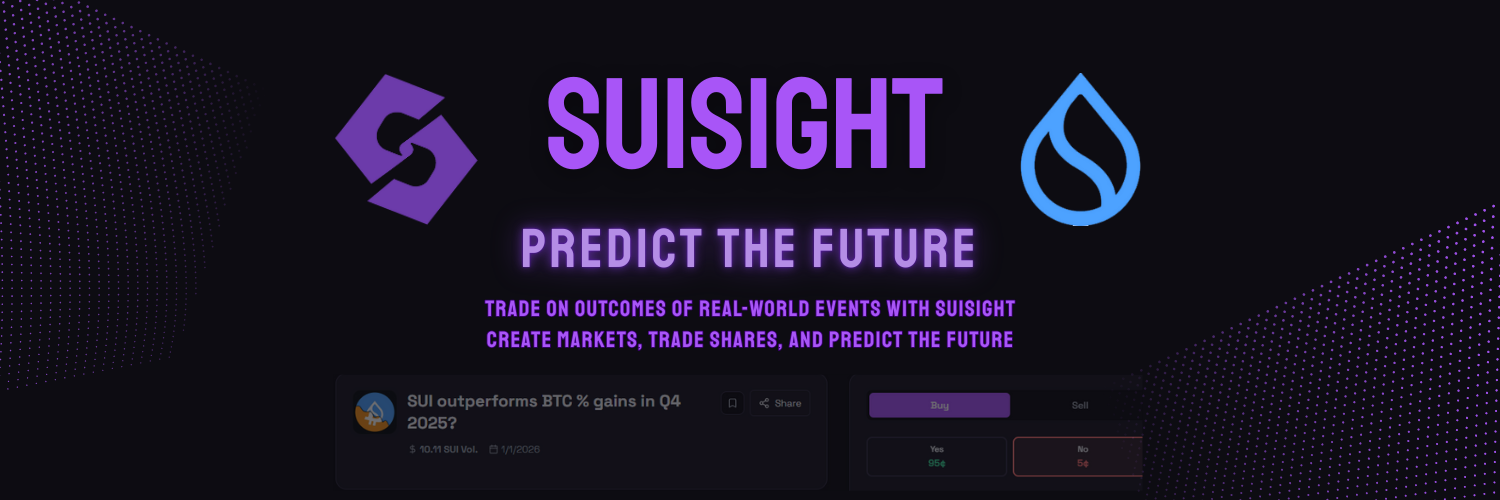 SUISIGHT
PREDICT THE FUTURE
TRADE ON OUTCOMES OF REAL-WORLD EVENTS WITH SUISIGHT
CREATE MARKETS, TRADE SHARES, AND PREDICT THE FUTURE
SUI outperforms BTC % gains in Q4
2025?
Share
$ 10.11 SUI Vol. 1/1/2026
Buy Sell
Yes No
95¢ 5¢